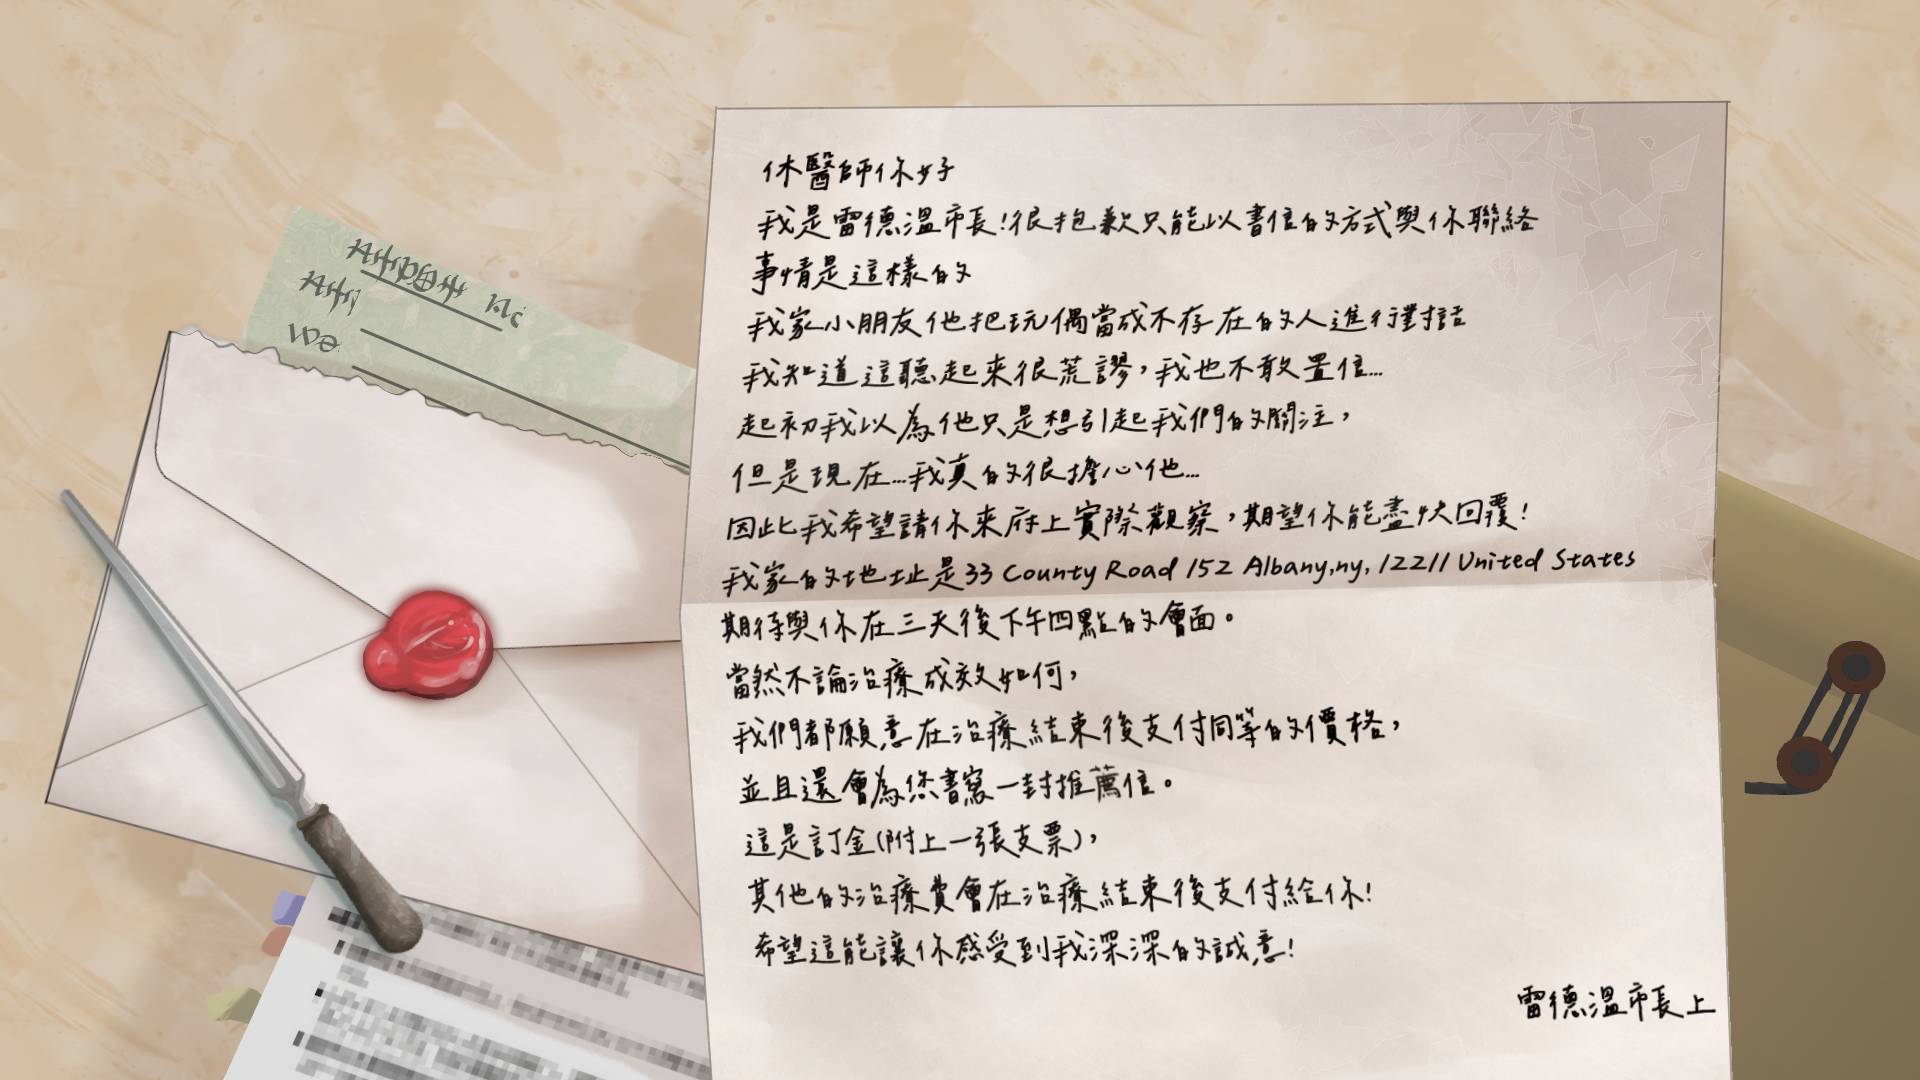 休醫師你好
我是雷德溫市長!很抱歉只能以書信的方式與你聯絡
事情是這樣的
我家小朋友他把玩偶當成不存在的人進行對話
我知道這聽起來很荒謬,我也不敢置信...
起初我以為他只是想引起我們的關注,
但是現在...我真的很擔心他...
因此我希望請你來府上實際觀察,期望你能盡快回覆!
我家的地址是33 County Road 152 Albany,ny, 12211 United States
期待與你在三天後下午四點的會面。
當然不論治療成效如何,
我們都願意在治療結束後支付同等的價格,
並且還會為您書寫一封推薦信。
這是訂金(附上一張支票),
其他的治療費會在治療結束後支付給你!
希望這能讓你感受到我深深的誠意!
雷德溫市長上